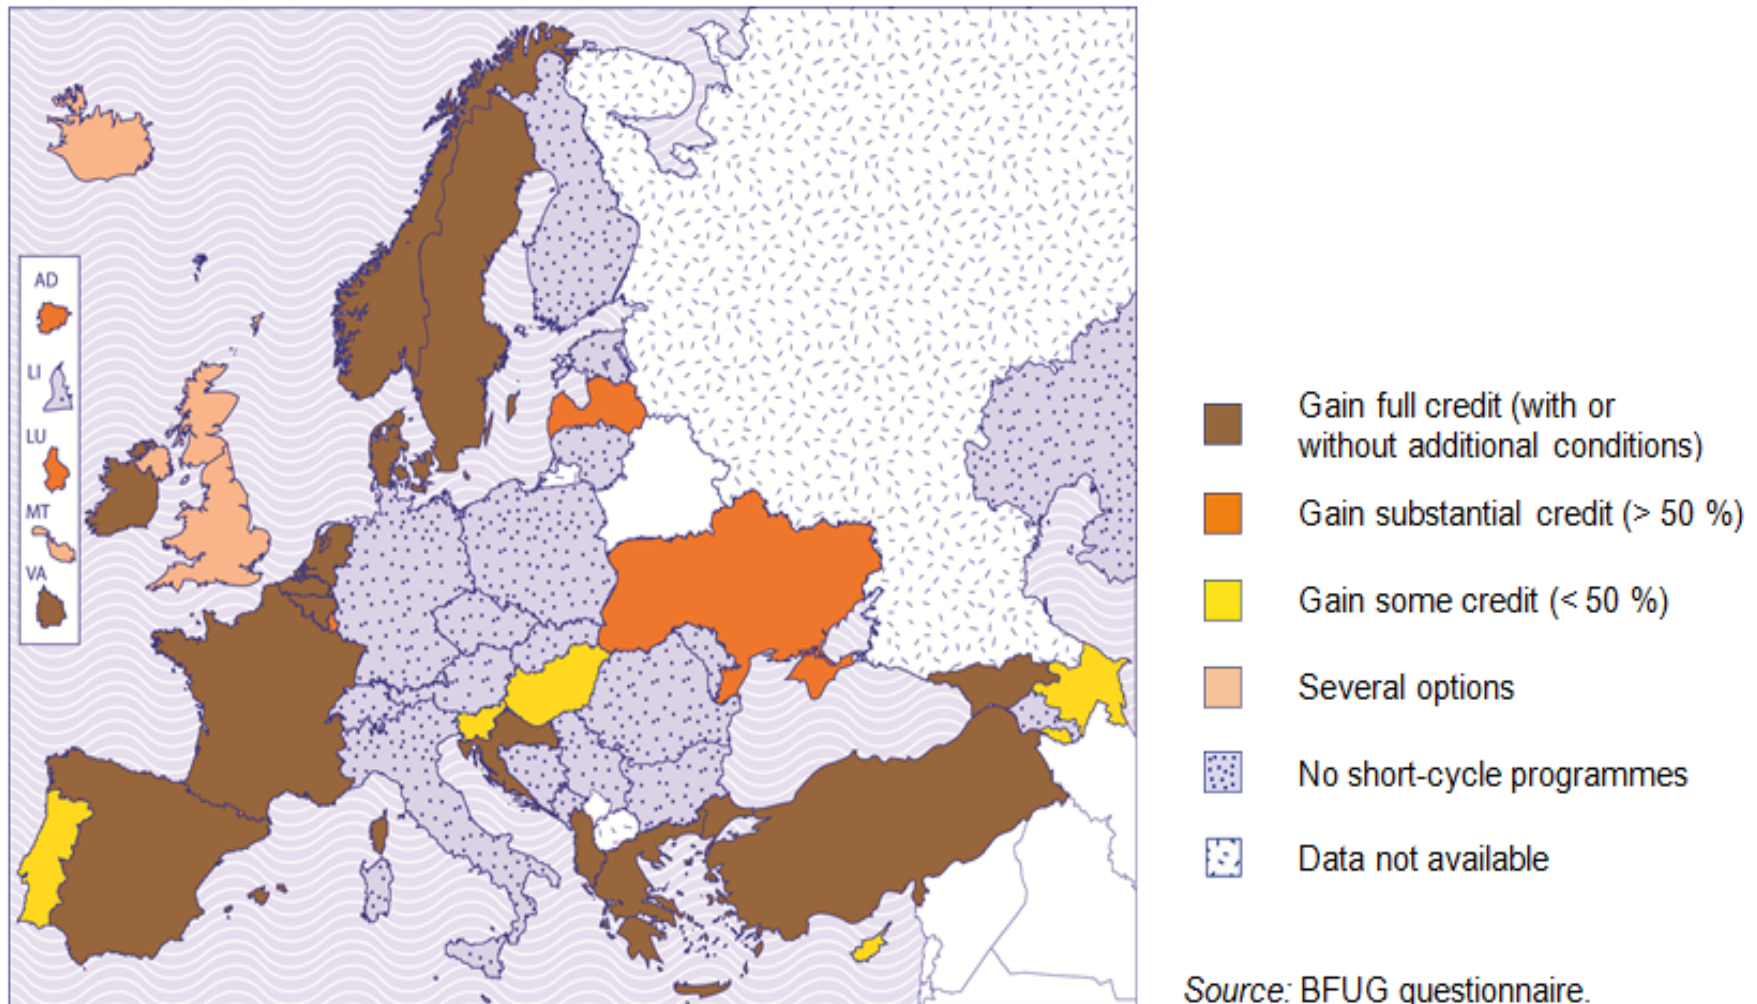 AD
LI
LU
MT
VA
Gain full credit (with or
without additional conditions)
Gain substantial credit (> 50 %)
Gain some credit (< 50 %)
Several options
No short-cycle programmes
Data not available
Source: BFUG questionnaire.